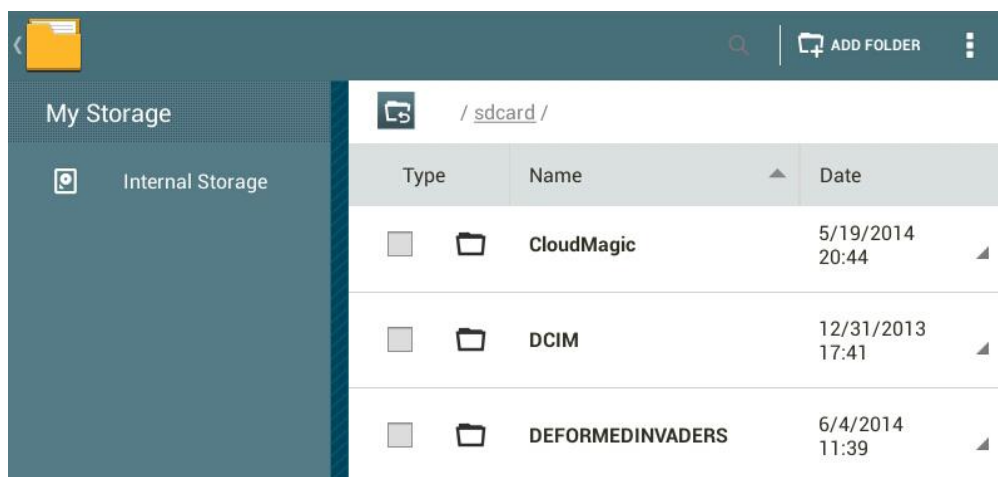 ADD FOLDER
My Storage
/ sdcard /
Internal Storage
Type Name Date
CloudMagic 5/19/2014
20:44
DCIM 12/31/2013
17:41
DEFORMEDINVADERS 6/4/2014
11:39